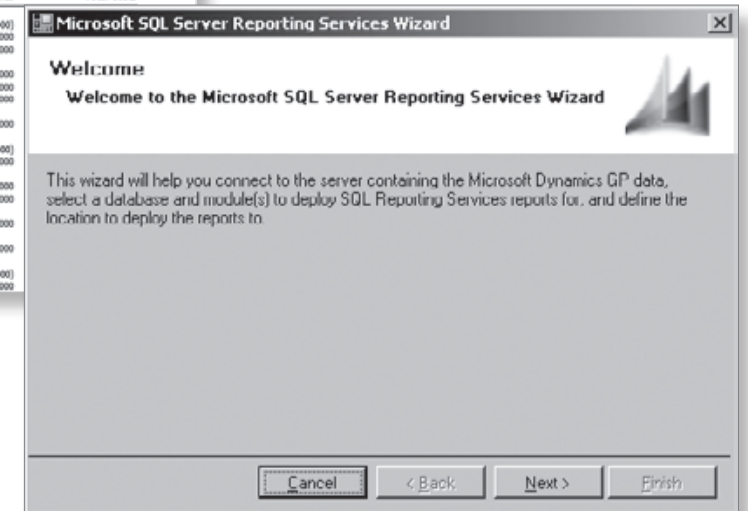 Microsoft SQL Server Reporting Services Wizard
Welcome
Welcome to the Microsoft SQL Server Reporting Services Wizard
This wizard will help you connect to the server containing the Microsoft Dynamics GP data,
select a database and module(s) to deploy SQL Reporting Services reports for, and define the
location to deploy the reports to.
Cancel
< Back
Next >
Finish